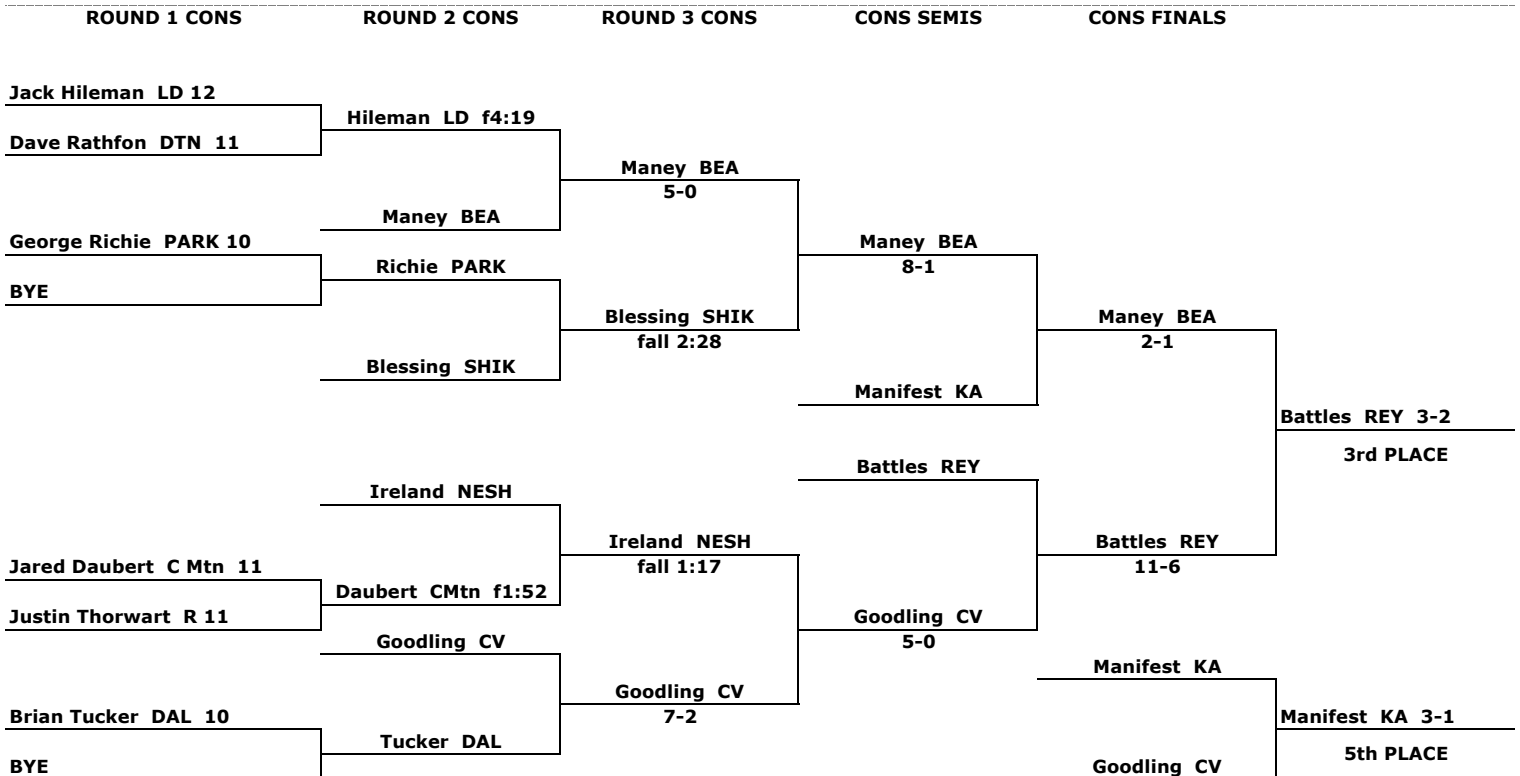 ROUND 1 CONS ROUND 2 CONS ROUND 3 CONS CONS SEMIS CONS FINALS
Jack Hileman LD 12
Hileman LD f4:19
Dave Rathfon DTN 11
Maney BEA
5-0
Maney BEA
George Richie PARK 10
Maney BEA
8-1
Richie PARK
BYE
Blessing SHIK
fall 2:28
Maney BEA
2-1
Blessing SHIK
Manifest KA
Battles REY 3-2
3rd PLACE
Battles REY
Ireland NESH
Ireland NESH
fall 1:17
Battles REY
11-6
Jared Daubert C Mtn 11
Daubert CMtn f1:52
Justin Thorwart R 11
Goodling CV
5-0
Goodling CV
Manifest KA
Goodling CV
7-2
Brian Tucker DAL 10
Manifest KA 3-1
5th PLACE
Tucker DAL
BYE
Goodling CV